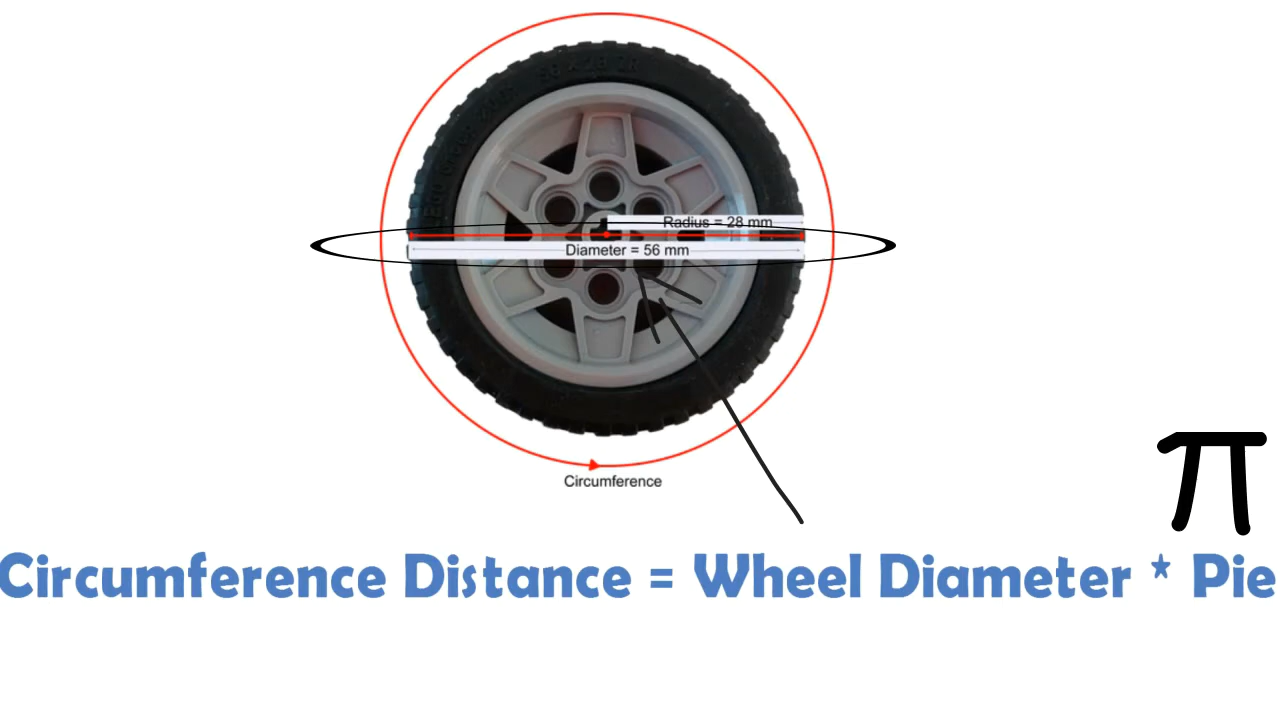 Radius = 28 mm
Diameter = 56 mm
Circumference
π
Circumference Distance = Wheel Diameter * Pie